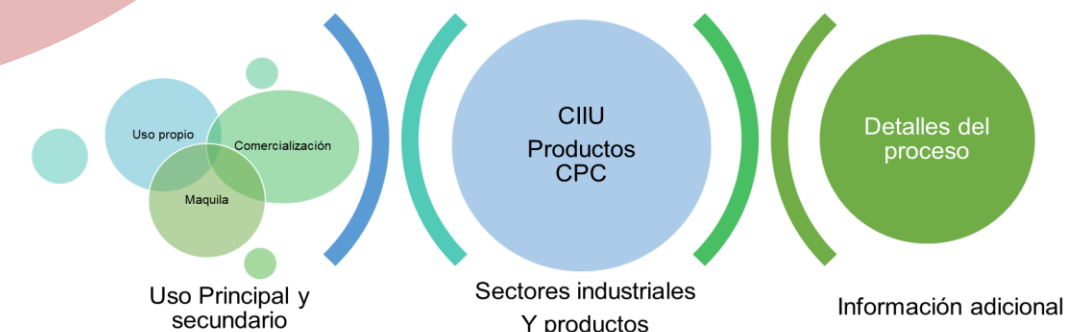 Uso propio
Comercialización
Maquila
Uso Principal y
secundario
CIIU
Productos
CPC
Sectores industriales
Y productos
Detalles del
proceso
Información adicional